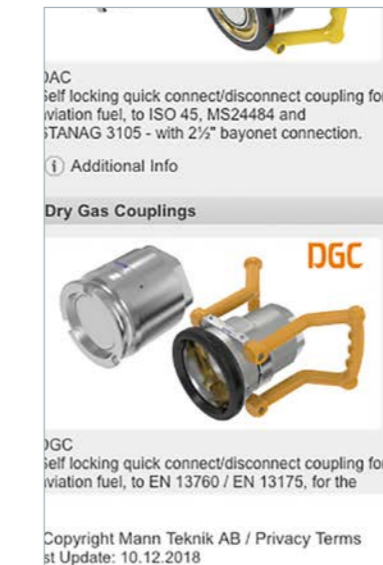 DAC
Self locking quick connect/disconnect coupling for
aviation fuel, to ISO 45, MS24484 and
STANAG 3105 - with 2½" bayonet connection.
i Additional Info
Dry Gas Couplings
DGC
DGC
Self locking quick connect/disconnect coupling for
aviation fuel, to EN 13760 / EN 13175, for the
Copyright Mann Teknik AB / Privacy Terms
st Update: 10.12.2018